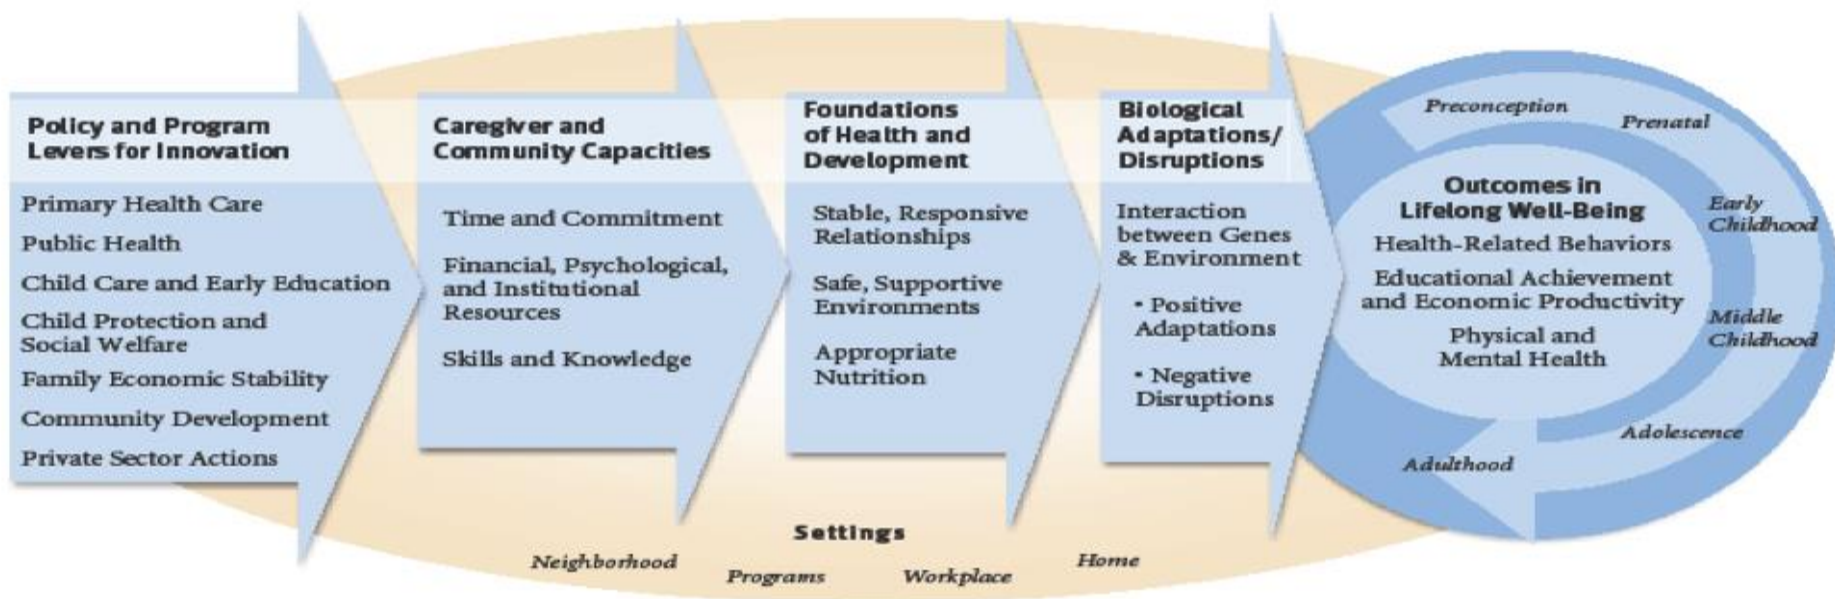 Policy and Program
Levers for Innovation
Primary Health Care
Public Health
Child Care and Early Education
Child Protection and
Social Welfare
Family Economic Stability
Community Development
Private Sector Actions
Caregiver and
Community Capacities
Time and Commitment
Financial, Psychological,
and Institutional
Resources
Skills and Knowledge
Foundations
of Health and
Development
Stable, Responsive
Relationships
Safe, Supportive
Environments
Appropriate
Nutrition
Biological
Adaptations/
Disruptions
Interaction
between Genes
& Environment
• Positive
Adaptations
• Negative
Disruptions
Outcomes in
Lifelong Well-Being
Health-Related Behaviors
Educational Achievement
and Economic Productivity
Physical and
Mental Health
Preconception
Prenatal
Early
Childhood
Middle
Childhood
Adolescence
Adulthood
Settings
Neighborhood
Programs
Workplace
Home